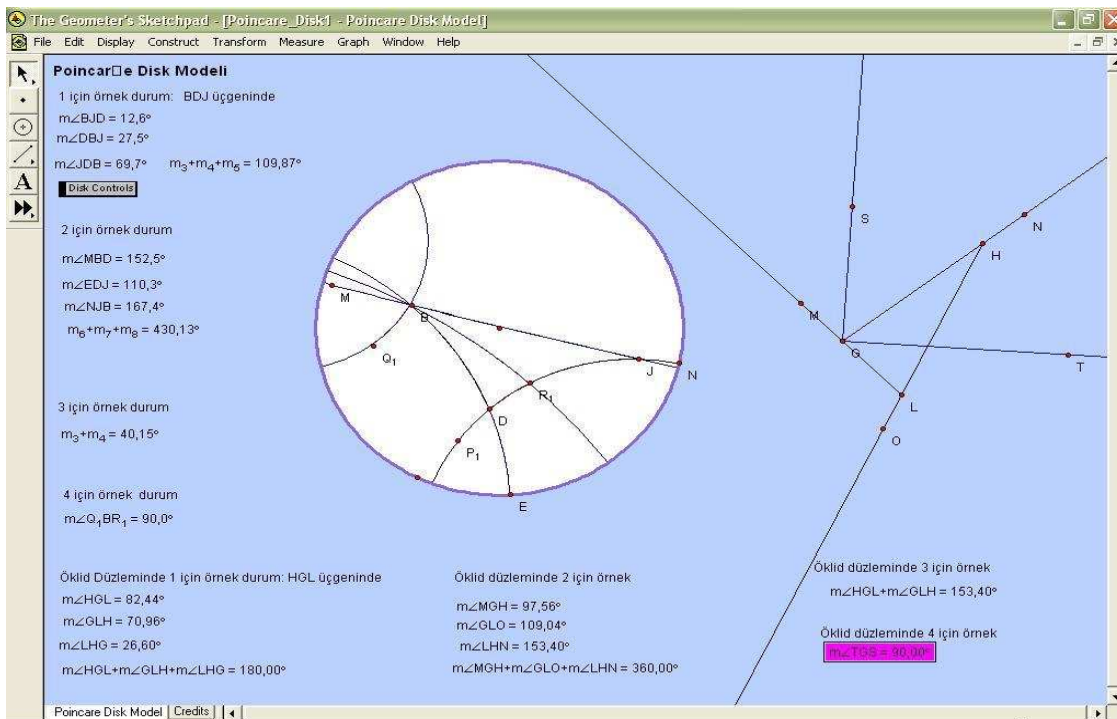 The Geometer's Sketchpad - [Poincare_Disk1 - Poincare Disk Model]
File Edit Display Construct Transform Measure Graph Window Help
Poincar□e Disk Modeli
1 için örnek durum: BDJ üçgeninde
m∠BJD = 12,6°
m∠DBJ = 27,5°
m∠JDB = 69,7° m₃+m₄+m₅ = 109,87°
Disk Controls
A
2 için örnek durum
m∠MBD = 152,5°
m∠EDJ = 110,3°
m∠NJB = 167,4°
m₆+m₇+m₈ = 430,13°
3 için örnek durum
m₃+m₄ = 40,15°
4 için örnek durum
m∠Q₁BR₁ = 90,0°
M
B
Q₁
J
N
R₁
D
P₁
E
S
N
H
M
G
T
L
O
Öklid Düzleminde 1 için örnek durum: HGL üçgeninde
m∠HGL = 82,44°
m∠GLH = 70,96°
m∠LHG = 26,60°
m∠HGL+m∠GLH+m∠LHG = 180,00°
Öklid düzleminde 2 için örnek
m∠MGH = 97,56°
m∠GLO = 109,04°
m∠LHN = 153,40°
m∠MGH+m∠GLO+m∠LHN = 360,00°
Öklid düzleminde 3 için örnek
m∠HGL+m∠GLH = 153,40°
Öklid düzleminde 4 için örnek
m∠TGS = 90,00°
Poincare Disk Model Credits